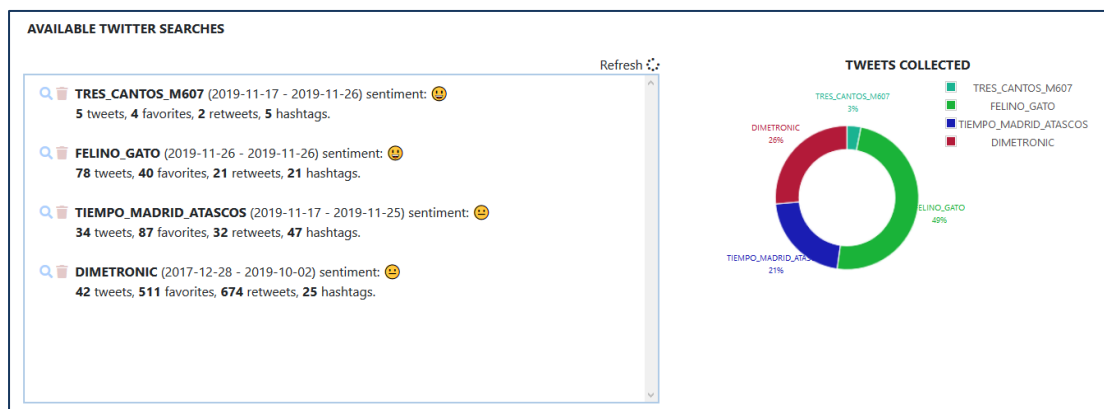 AVAILABLE TWITTER SEARCHES
Refresh
TRES_CANTOS_M607 (2019-11-17 - 2019-11-26) sentiment:
5 tweets, 4 favorites, 2 retweets, 5 hashtags.
FELINO_GATO (2019-11-26 - 2019-11-26) sentiment:
78 tweets, 40 favorites, 21 retweets, 21 hashtags.
TIEMPO_MADRID_ATASCOS (2019-11-17 - 2019-11-25) sentiment:
34 tweets, 87 favorites, 32 retweets, 47 hashtags.
DIMETRONIC (2017-12-28 - 2019-10-02) sentiment:
42 tweets, 511 favorites, 674 retweets, 25 hashtags.
TWEETS COLLECTED
TRES_CANTOS_M607
FELINO_GATO
TIEMPO_MADRID_ATASCOS
DIMETRONIC
TRES_CANTOS_M607
3%
DIMETRONIC
26%
ELINO_GATO
49%
TIEMPO_MADRID_ATAS
21%